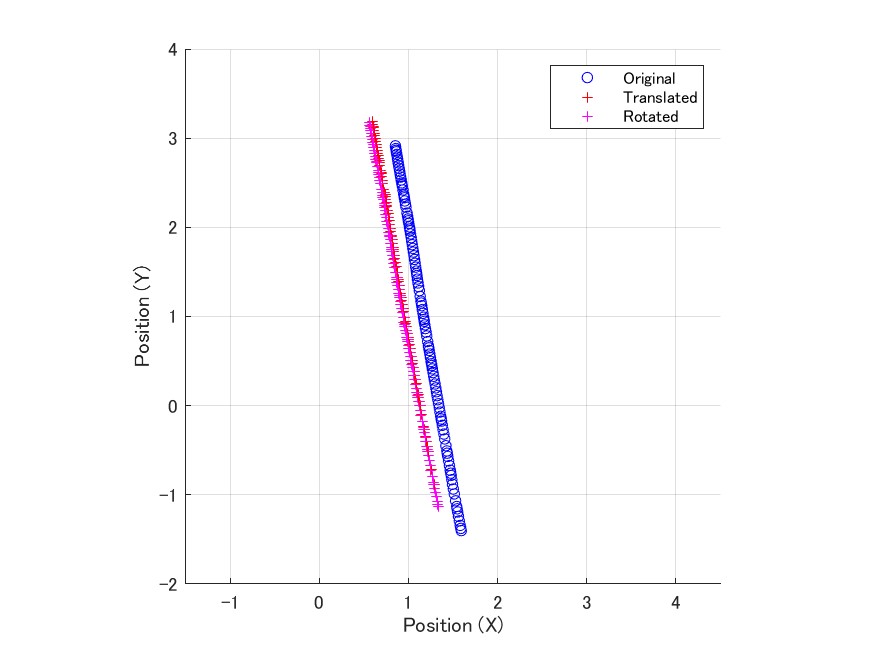 4
3
2
1
0
−1
−2
−1
0
1
2
3
4
Position (X)
Position (Y)
Original
Translated
Rotated